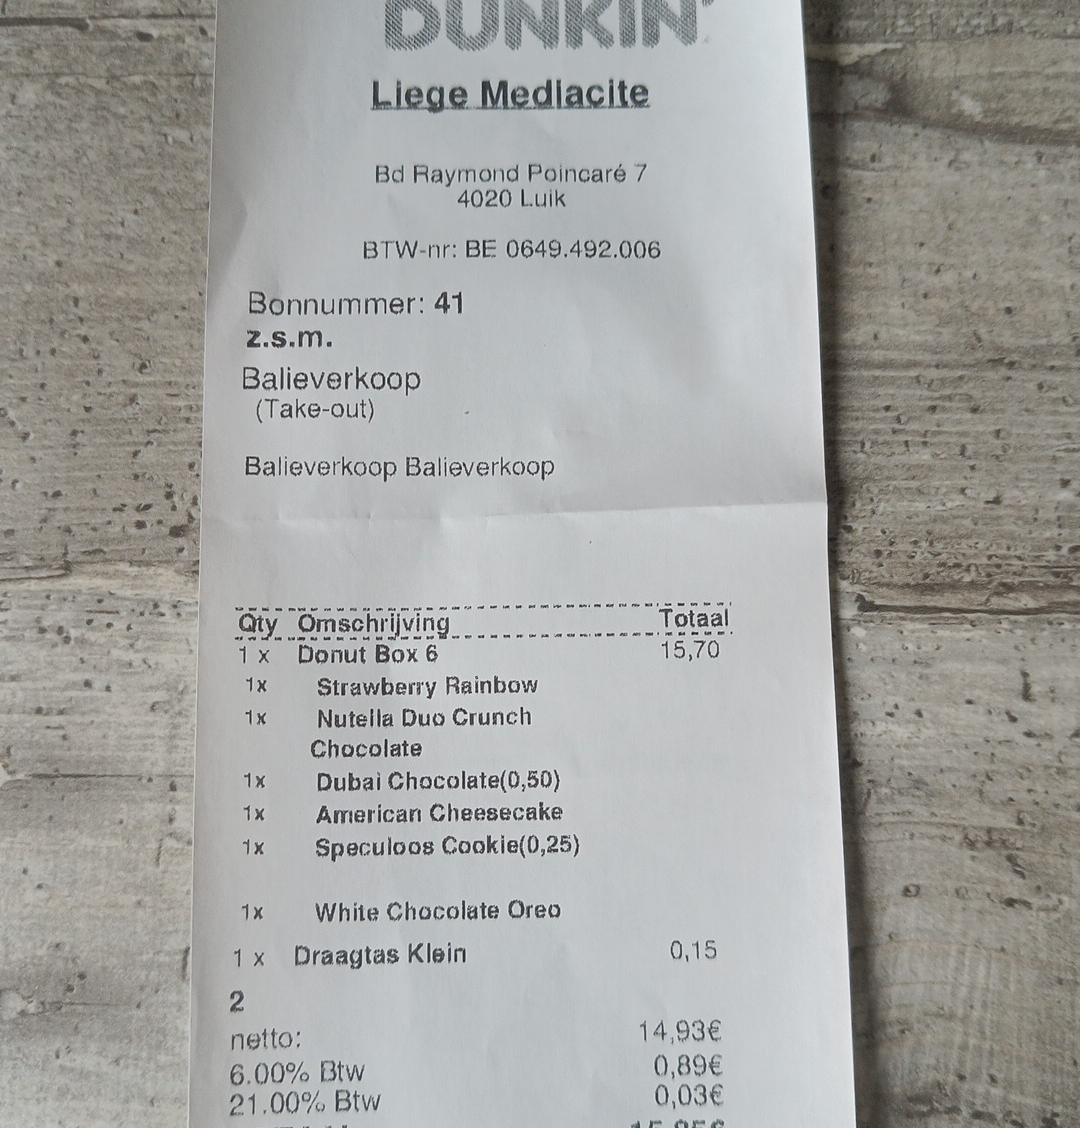 DUNKIN'
Liege Mediacite
Bd Raymond Poincaré 7
4020 Luik
BTW-nr: BE 0649.492.006
Bonnummer: 41
z.s.m.
Balieverkoop
(Take-out)
Balieverkoop Balieverkoop
Qty Omschrijving Totaal
1 x Donut Box 6 15,70
1x Strawberry Rainbow
1x Nutella Duo Crunch
Chocolate
1x Dubai Chocolate(0,50)
1x American Cheesecake
1x Speculoos Cookie(0,25)
1x White Chocolate Oreo
1 x Draagtas Klein 0,15
2
netto: 14,93€
6.00% Btw 0,89€
21.00% Btw 0,03€